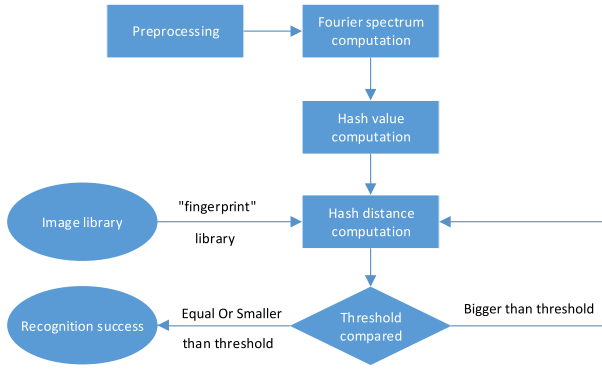 Preprocessing
Fourier spectrum
computation
Hash value
computation
Image library
"fingerprint"
library
Hash distance
computation
Recognition success
Equal Or Smaller
than threshold
Threshold
compared
Bigger than threshold